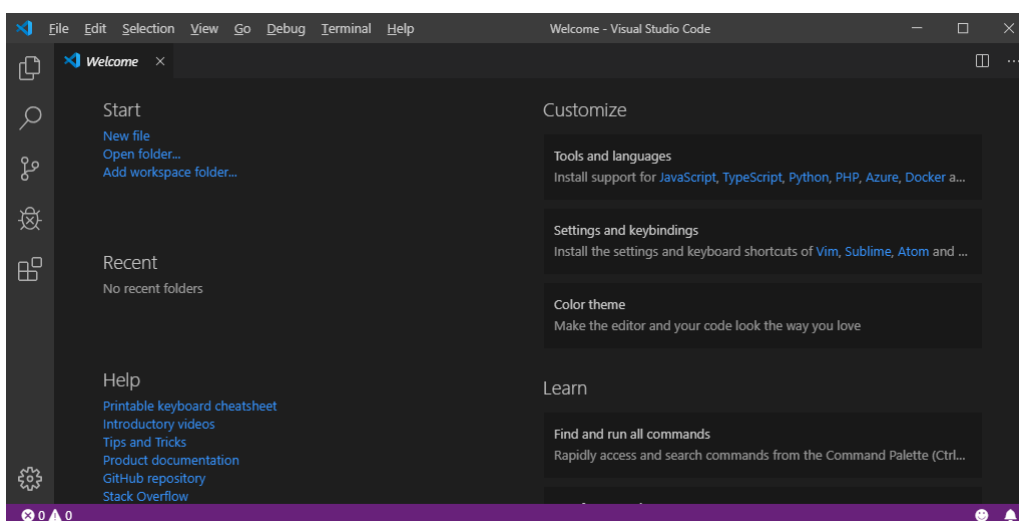 File Edit Selection View Go Debug Terminal Help
Welcome - Visual Studio Code
Welcome
Start
New file
Open folder...
Add workspace folder...
Recent
No recent folders
Help
Printable keyboard cheatsheet
Introductory videos
Tips and Tricks
Product documentation
GitHub repository
Stack Overflow
Customize
Tools and languages
Install support for JavaScript, TypeScript, Python, PHP, Azure, Docker a...
Settings and keybindings
Install the settings and keyboard shortcuts of Vim, Sublime, Atom and ...
Color theme
Make the editor and your code look the way you love
Learn
Find and run all commands
Rapidly access and search commands from the Command Palette (Ctrl...
0 0